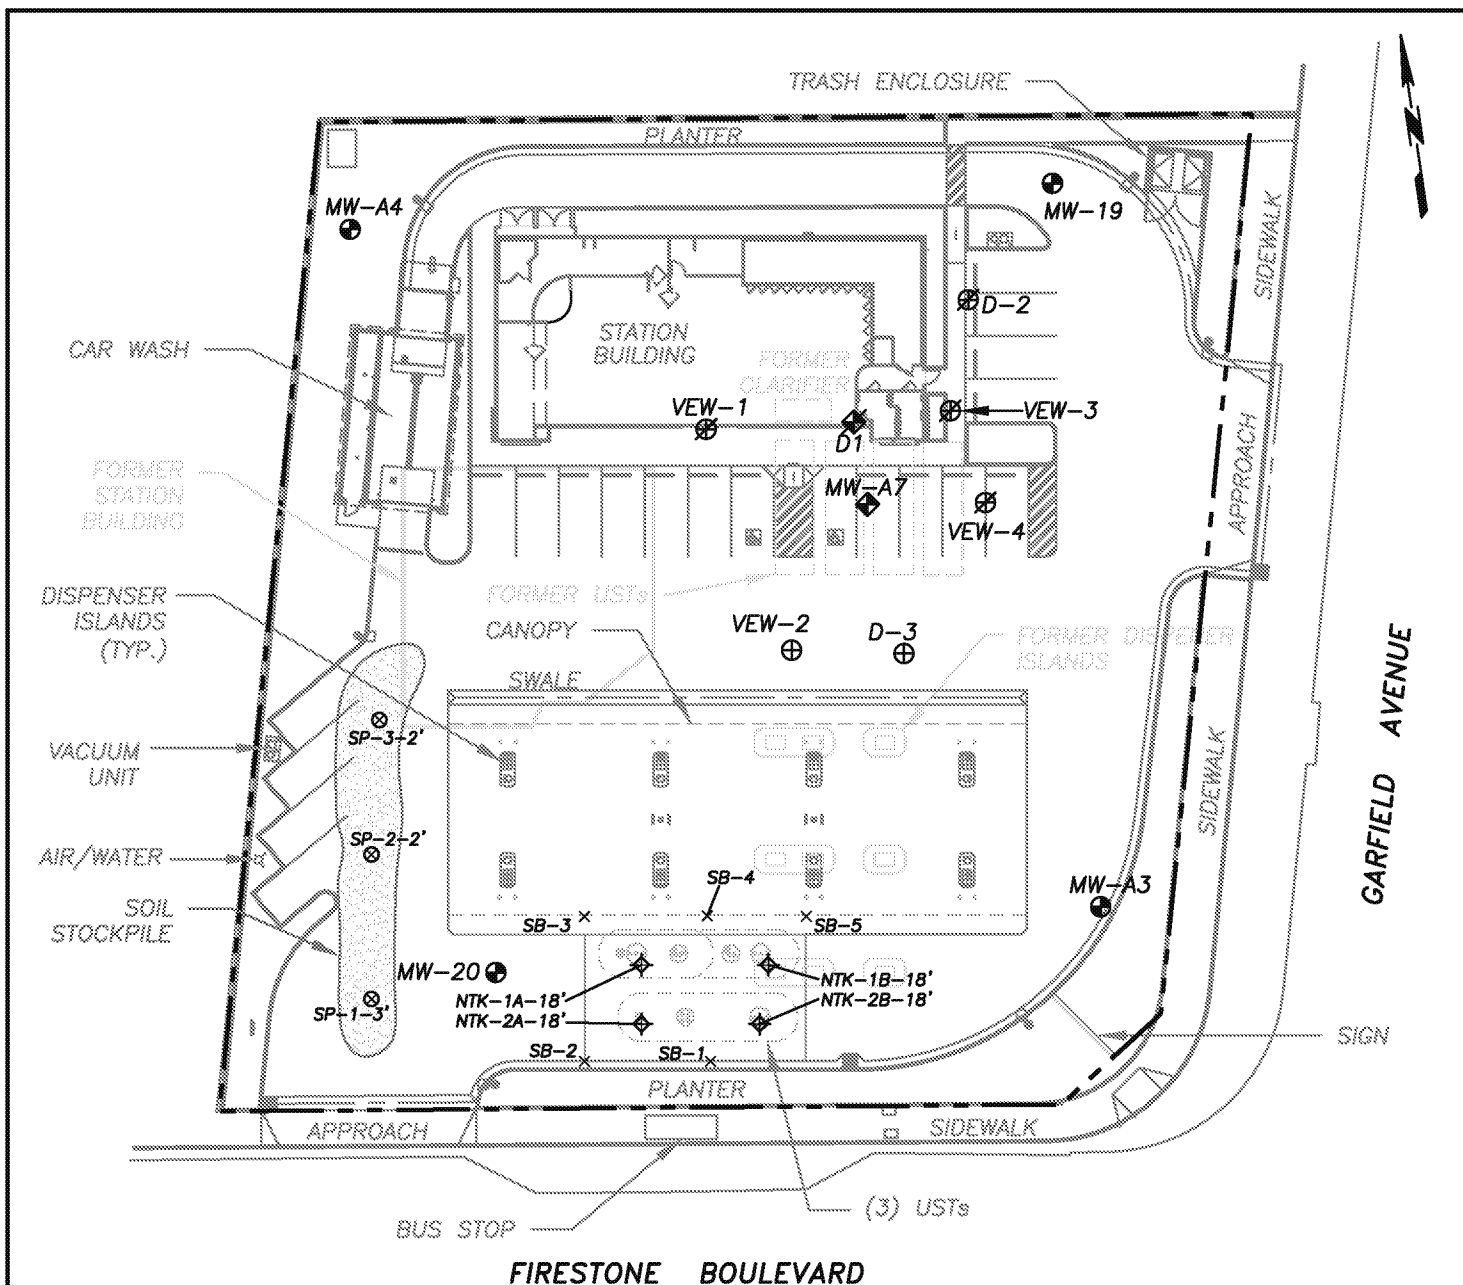 TRASH ENCLOSURE
PLANTER
N
MW-A4
MW-19
SIDEWALK
D-2
STATION
BUILDING
CAR WASH
FORMER
CLARIFIER
VEW-1
VEW-3
D1
APPROACH
FORMER
STATION
BUILDING
MW-A7
VEW-4
DISPENSER
ISLANDS
(TYP.)
FORMER USTs
CANOPY
VEW-2
D-3
FORMER DISPENER
ISLANDS
SWALE
GARFIELD AVENUE
SP-3-2'
VACUUM
UNIT
SIDEWALK
SP-2-2'
AIR/WATER
SB-4
MW-A3
SOIL
STOCKPILE
SB-3
SB-5
MW-20
NTK-1A-18'
NTK-1B-18'
NTK-2A-18'
NTK-2B-18'
SP-1-3'
SIGN
SB-2
SB-1
PLANTER
APPROACH
SIDEWALK
(3) USTs
BUS STOP
FIRESTONE BOULEVARD